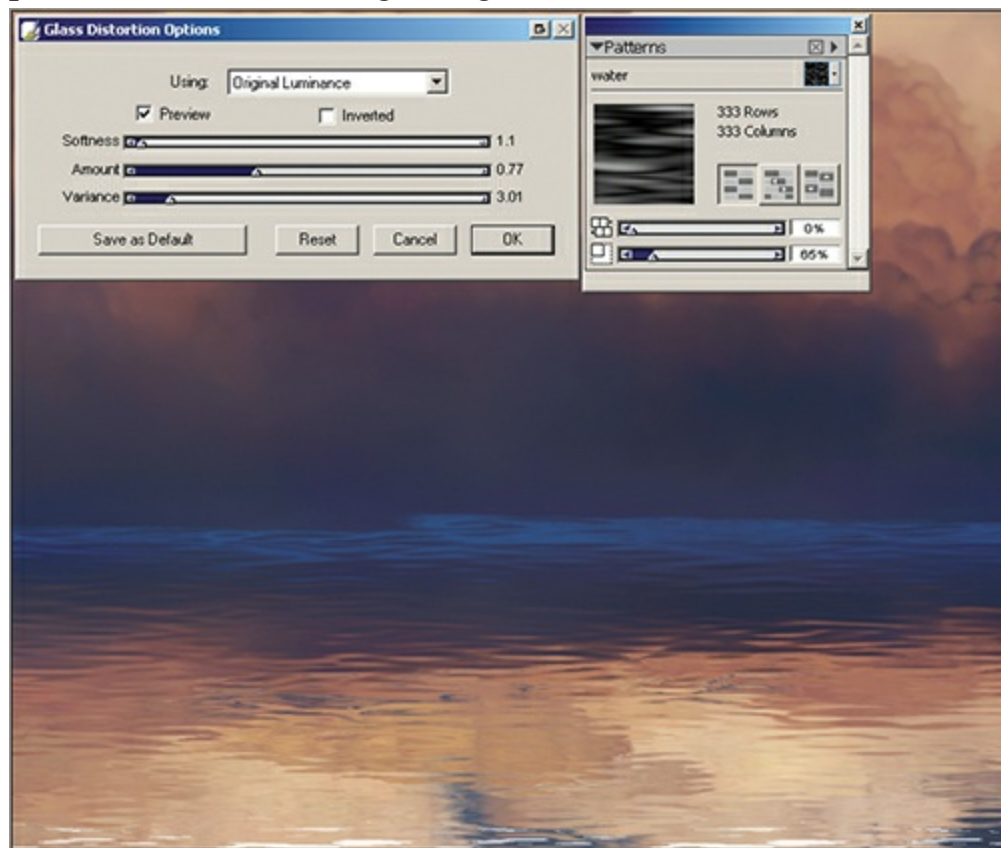 Glass Distortion Options
Using: Original Luminance
Preview Inverted
Softness 1.1
Amount 0.77
Variance 3.01
Save as Default Reset Cancel OK
Patterns
water
333 Rows
333 Columns
0%
65%